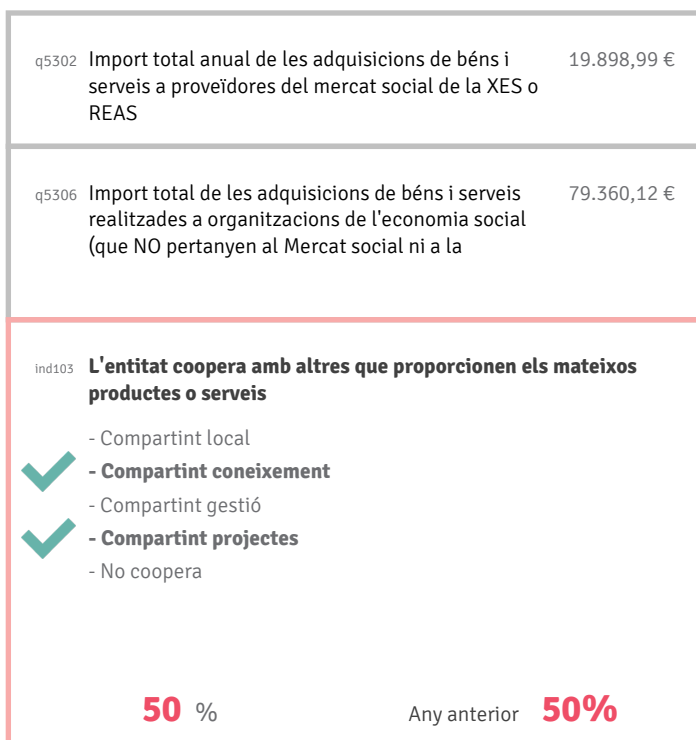 q5302 Import total anual de les adquisicions de béns i 19.898,99 €
serveis a proveïdores del mercat social de la XES o
REAS
q5306 Import total de les adquisicions de béns i serveis 79.360,12 €
realitzades a organitzacions de l'economia social
(que NO pertanyen al Mercat social ni a la
ind103 L'entitat coopera amb altres que proporcionen els mateixos
productes o serveis
- Compartint local
- Compartint coneixement
- Compartint gestió
- Compartint projectes
- No coopera
50 % Any anterior 50%